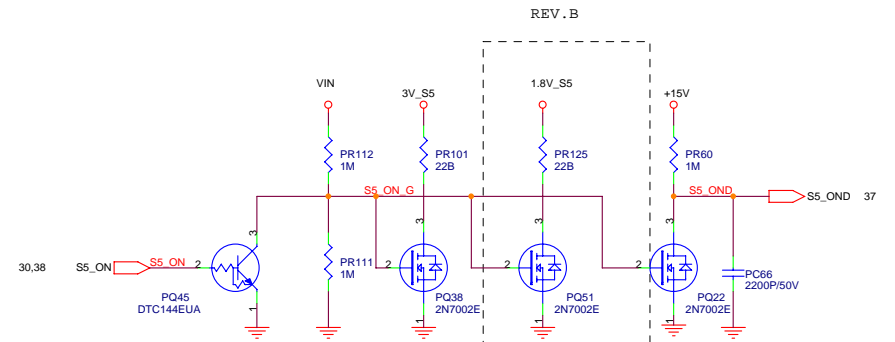 REV.B
VIN
3V_S5
1.8V_S5
+15V
PR112
1M
PR101
22B
PR125
22B
PR60
1M
S5_ON_G
S5_OND
S5_OND 37
3
3
3
3
PR111
1M
30,38 S5_ON S5_ON 2
2
2
2
PC66
2200P/50V
PQ45
DTC144EUA
1
PQ38
2N7002E
1
PQ51
2N7002E
1
PQ22
2N7002E
1